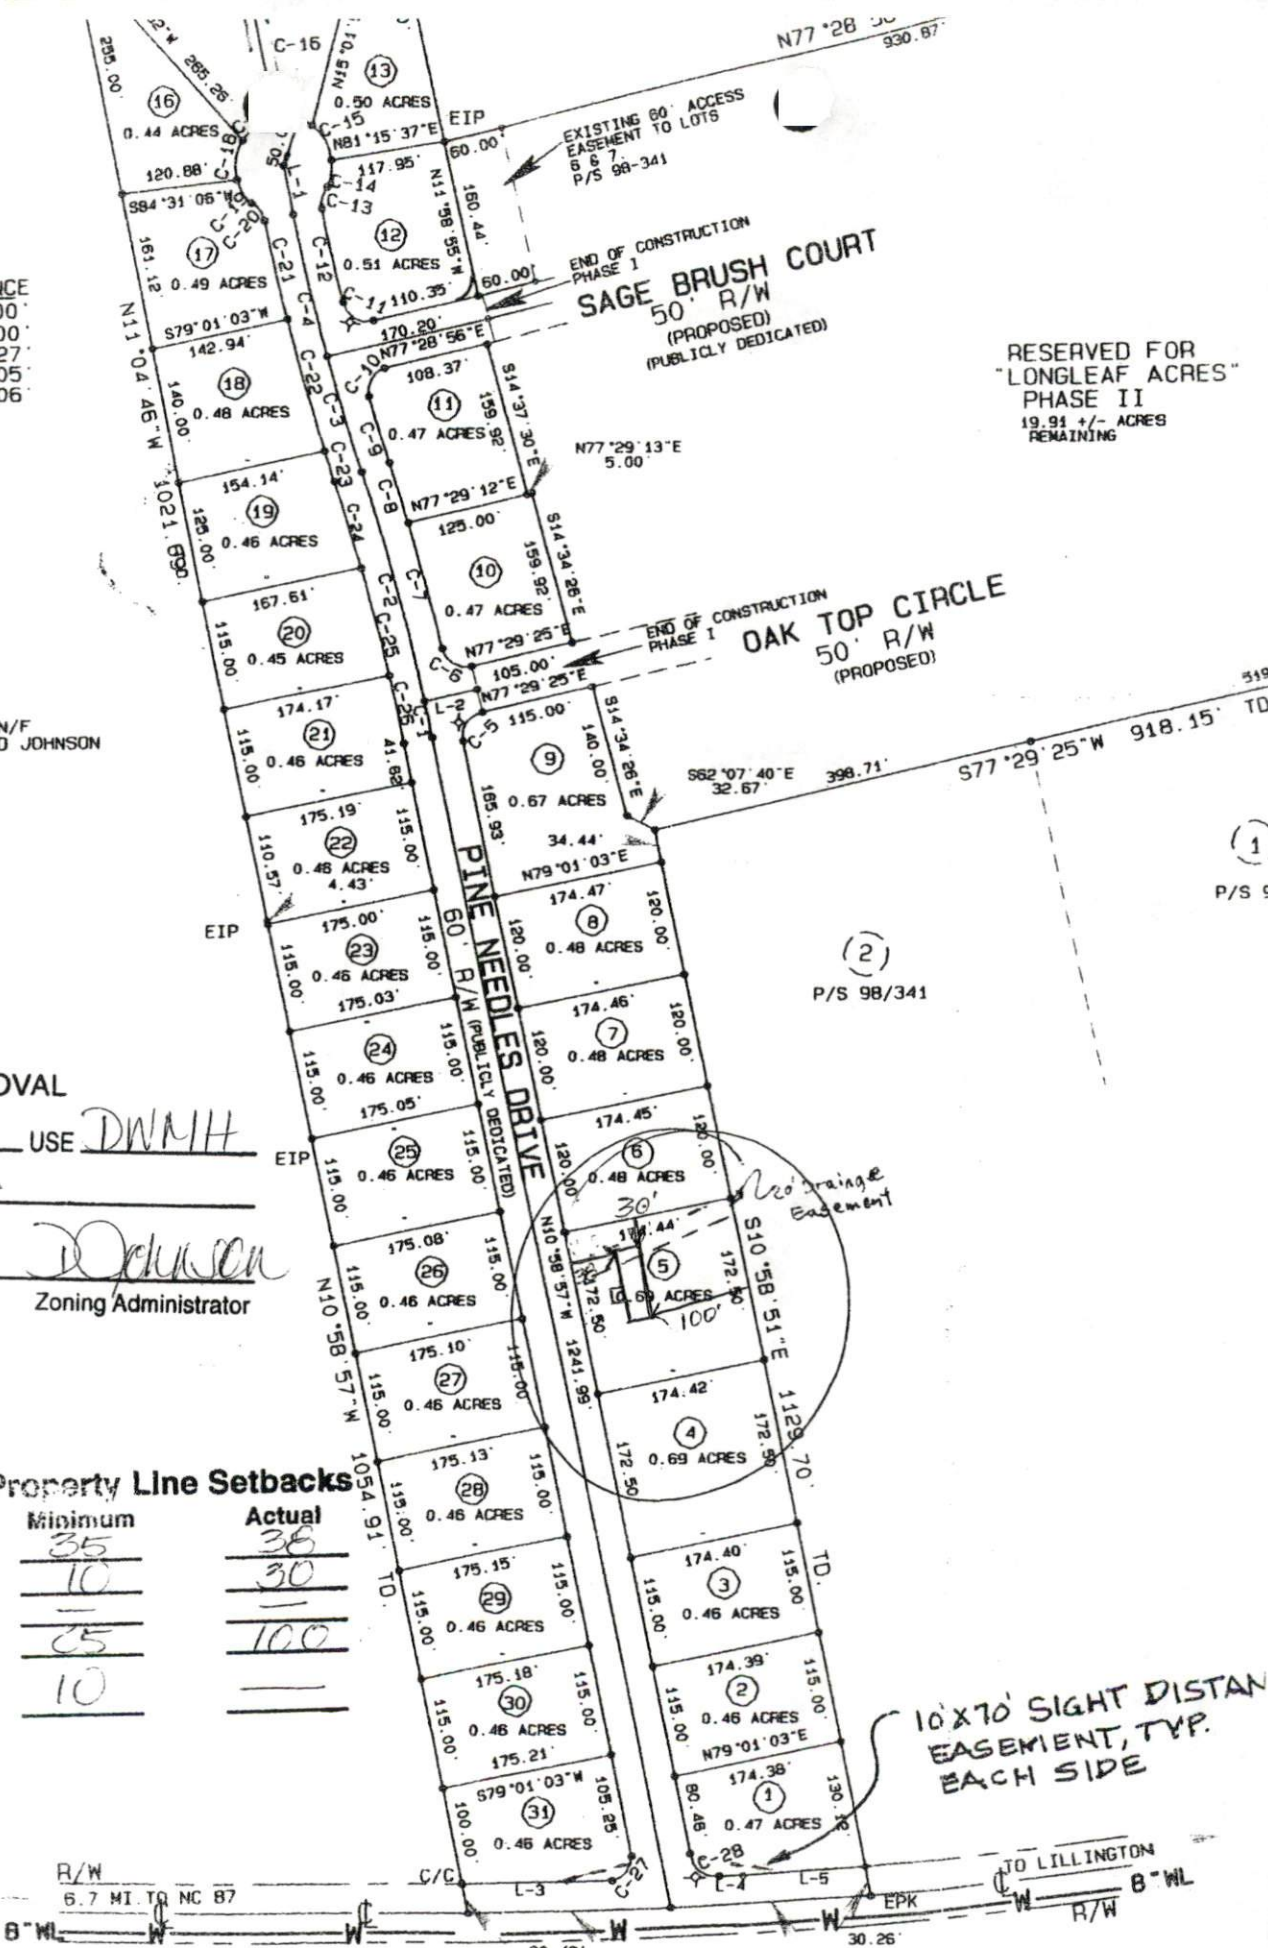 N77°28'
930.87'
C-16
255.00'
265.26'
16
0.44 ACRES
13
0.50 ACRES
C-15
N81°15'37"E
EIP
60.00'
EXISTING 60' ACCESS
EASEMENT TO LOTS
6 & 7
P/S 98-341
C-18
120.88'
L-1
117.95'
C-14
C-13
S84°31'06"W
C-20
N11°58'55"W
160.44'
161.12'
17
0.49 ACRES
C-21
C-12
12
0.51 ACRES
C-11
110.35'
60.00'
END OF CONSTRUCTION
PHASE I
SAGE BRUSH COURT
50' R/W
(PROPOSED)
(PUBLICLY DEDICATED)
C-4
170.20'
N77°28'56"E
S79°01'03"W
142.94'
N11°04'46"W
18
0.48 ACRES
140.00'
C-22
C-3
C-10
108.37'
11
0.47 ACRES
159.92'
S14°37'30"E
C-9
RESERVED FOR
"LONGLEAF ACRES"
PHASE II
19.91 +/- ACRES
REMAINING
N77°29'13"E
5.00'
C-23
C-8
N77°29'12"E
125.00'
154.14'
19
0.46 ACRES
125.00'
C-24
10
0.47 ACRES
159.92'
S14°34'26"E
C-7
C-2
167.61'
20
0.45 ACRES
115.00'
C-25
C-6
N77°29'25"E
105.00'
END OF CONSTRUCTION
PHASE I
OAK TOP CIRCLE
50' R/W
(PROPOSED)
N77°29'25"E
L-2
C-26
C-1
174.17'
21
0.46 ACRES
115.00'
41.62'
C-5
115.00'
9
0.67 ACRES
140.00'
S14°34'26"E
165.93'
S62°07'40"E
32.67'
398.71'
S77°29'25"W
918.15'
TD
N/F
JOHNSON
175.19'
22
0.46 ACRES
110.57'
4.43'
115.00'
34.44'
N79°01'03"E
1
EIP
175.00'
23
0.46 ACRES
115.00'
115.00'
174.47'
8
0.48 ACRES
120.00'
120.00'
2
P/S 98/341
PINE NEEDLES DRIVE
60' R/W (PUBLICLY DEDICATED)
175.03'
24
0.46 ACRES
115.00'
115.00'
174.46'
7
0.48 ACRES
120.00'
120.00'
OVAL
USE DWMH
EIP
175.05'
25
0.46 ACRES
115.00'
115.00'
174.45'
6
0.48 ACRES
120.00'
120.00'
20' Drainage
Easement
30'
DJohnson
Zoning Administrator
175.08'
26
0.46 ACRES
115.00'
115.00'
5
172.50'
172.50'
100'
N10°58'57"W
1241.99'
S10°58'51"E
1129.70'
TD.
N10°58'57"W
1054.91'
TD.
175.10'
27
0.46 ACRES
115.00'
115.00'
174.42'
4
0.69 ACRES
172.50'
172.50'
175.13'
28
0.46 ACRES
115.00'
115.00'
Property Line Setbacks
Minimum
Actual
35
38
10
30
100
10
174.40'
3
0.46 ACRES
115.00'
115.00'
175.15'
29
0.46 ACRES
115.00'
115.00'
174.39'
2
0.46 ACRES
115.00'
115.00'
175.18'
30
0.46 ACRES
115.00'
115.00'
N79°01'03"E
174.38'
1
0.47 ACRES
80.46'
130.12'
175.21'
S79°01'03"W
31
0.46 ACRES
100.00'
105.25'
10'X70' SIGHT DISTAN
EASEMENT, TYP.
EACH SIDE
C-28
C-27
L-3
L-4
L-5
C/C
R/W
6.7 MI. TO NC 87
TO LILLINGTON
EPK
8"WL
W
W
W
W
W
8"WL
R/W
30.26'